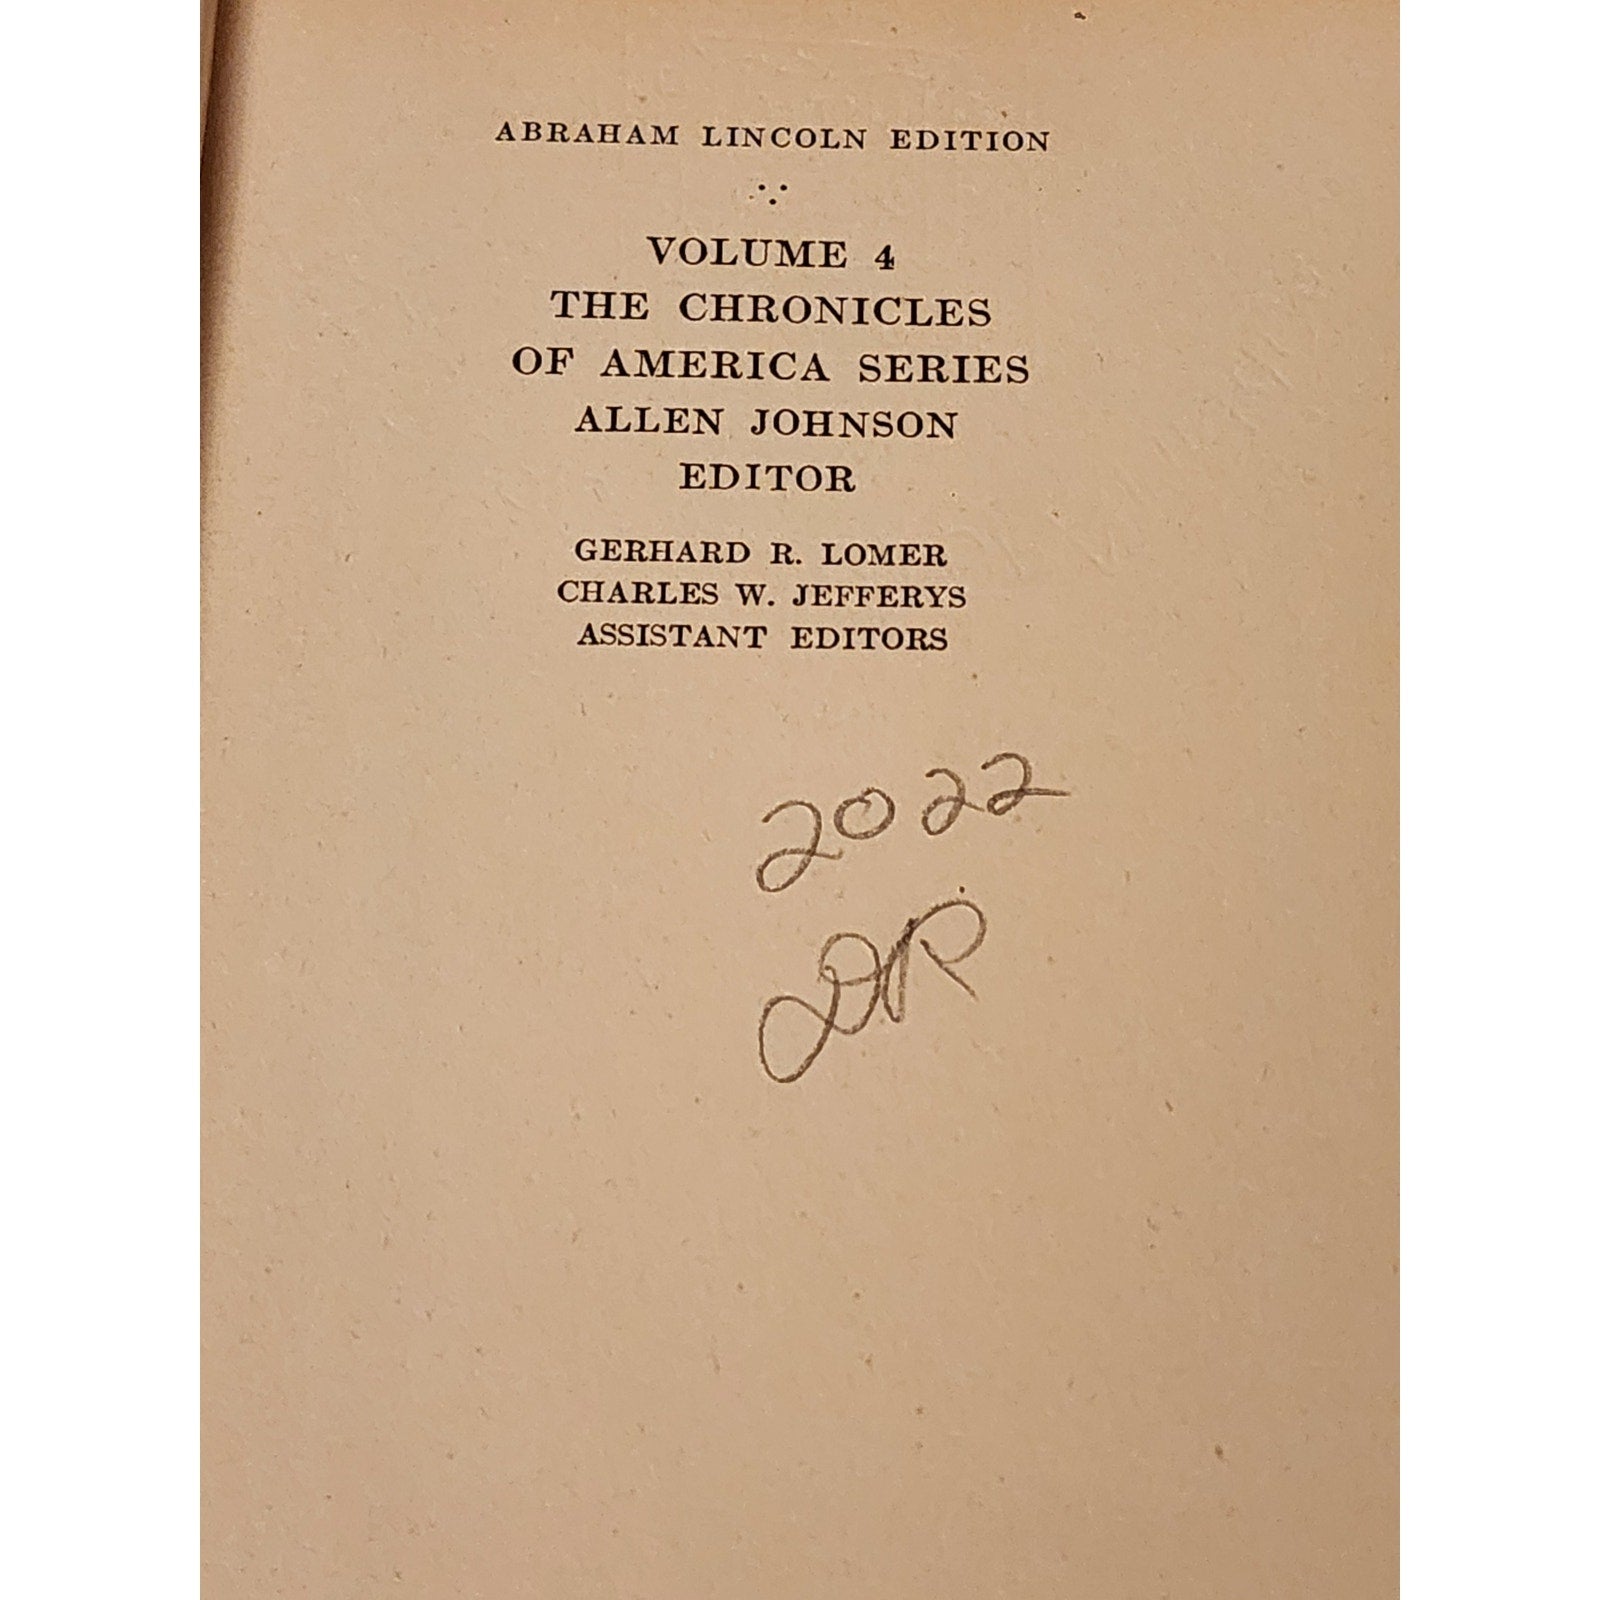 ABRAHAM LINCOLN EDITION
VOLUME 4
THE CHRONICLES
OF AMERICA SERIES
ALLEN JOHNSON
EDITOR
GERHARD R. LOMER
CHARLES W. JEFFERYS
ASSISTANT EDITORS
2022
DR